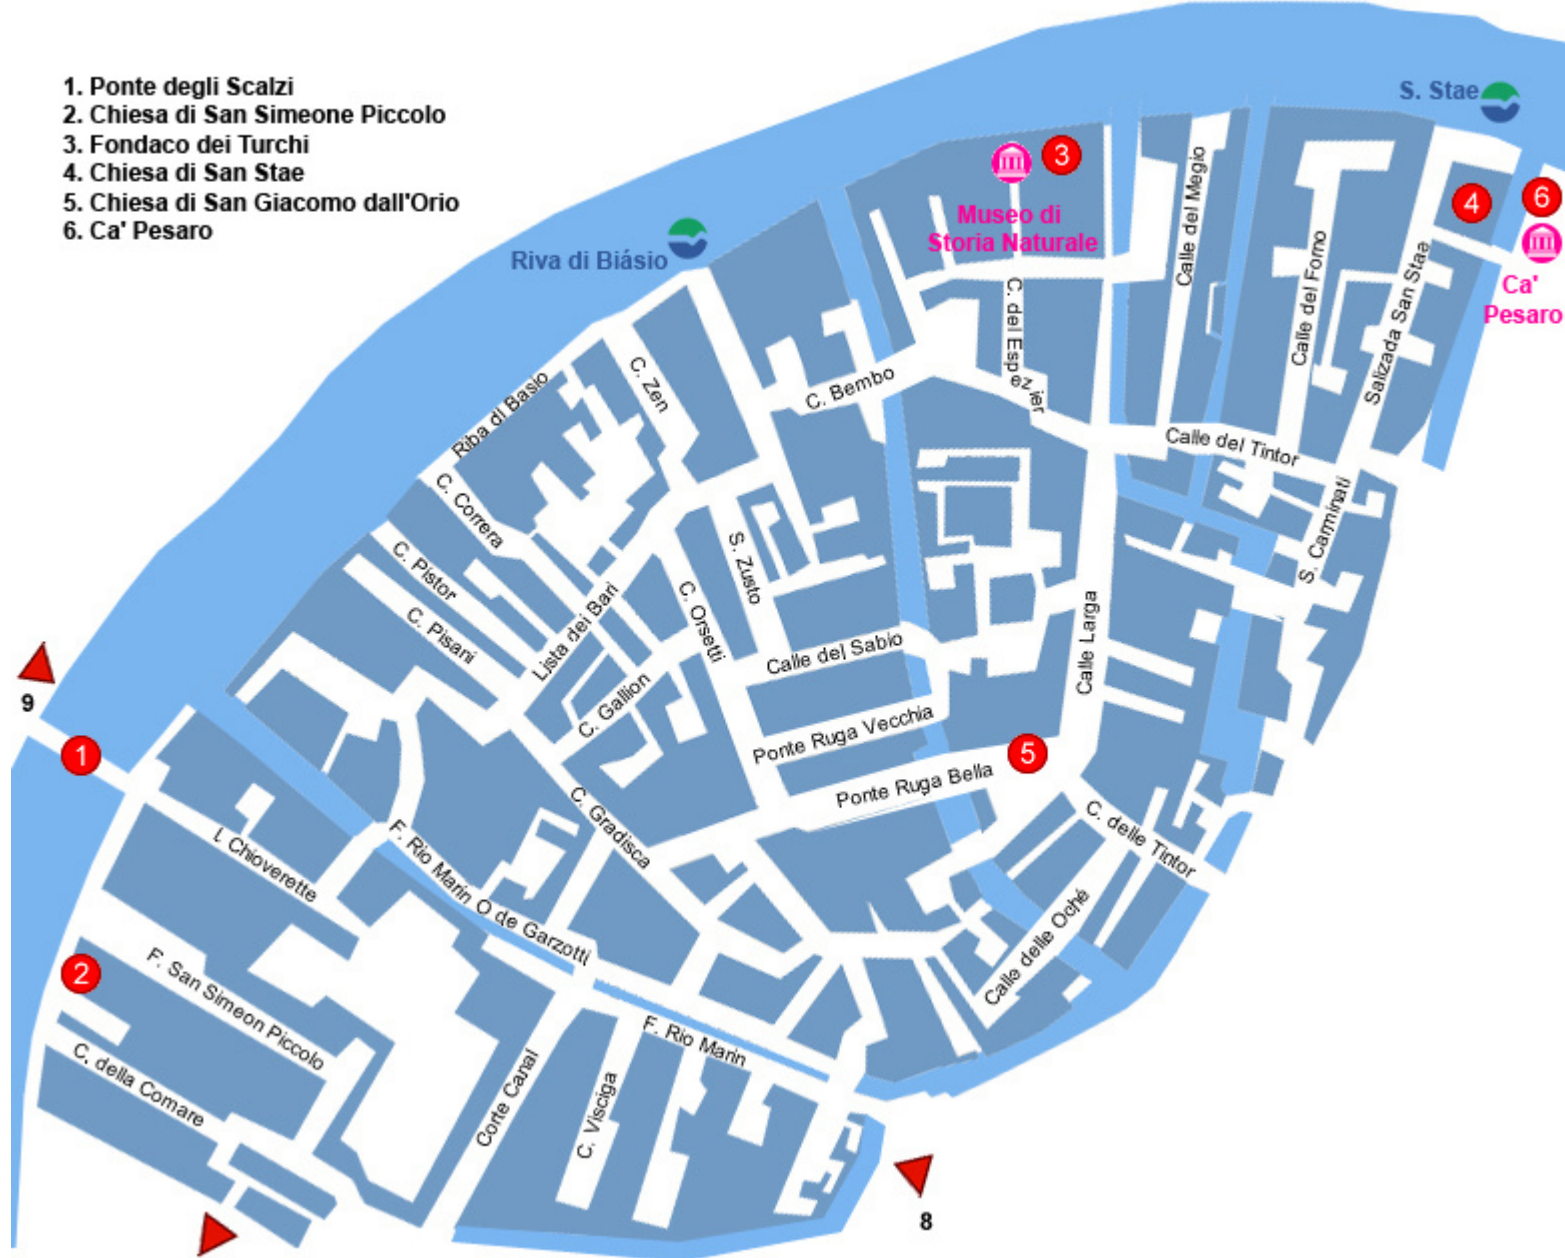 1. Ponte degli Scalzi
2. Chiesa di San Simeone Piccolo
3. Fondaco dei Turchi
4. Chiesa di San Stae
5. Chiesa di San Giacomo dall'Orio
6. Ca' Pesaro
S. Stae
3
Museo di
Storia Naturale
4
6
Ca'
Pesaro
Riva di Biásio
Calle del Megio
Calle del Forno
Salizada San Stae
C. del Espezier
C. Bembo
C. Zen
Riba di Basio
Calle del Tintor
C. Correra
S. Carminati
C. Pistor
C. Pisani
Lista dei Bari
S. Zusto
C. Orsetti
Calle del Sabio
Calle Larga
C. Gallion
Ponte Ruga Vecchia
Ponte Ruga Bella
5
9
1
C. Gradisca
C. delle Tintor
I. Chioverette
F. Rio Marin O de Garzotti
Calle delle Oché
2
F. San Simeon Piccolo
F. Rio Marin
C. della Comare
Corte Canal
C. Visciga
8